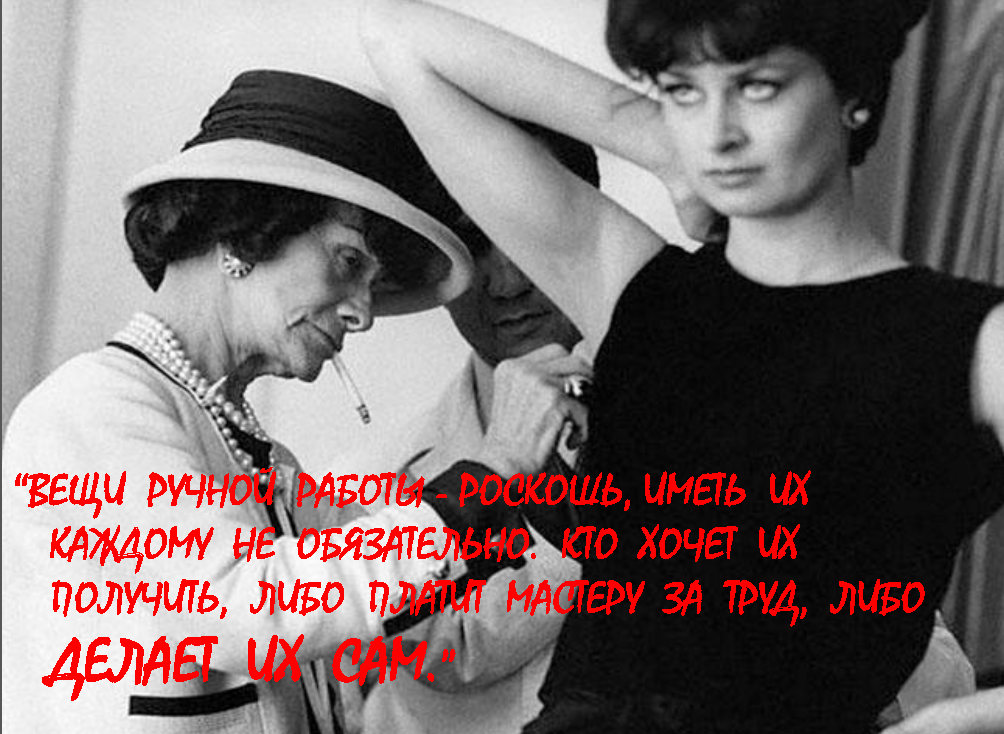 "ВЕЩИ РУЧНОЙ РАБОТЫ - РОСКОШЬ, ИМЕТЬ ИХ
КАЖДОМУ НЕ ОБЯЗАТЕЛЬНО. КТО ХОЧЕТ ИХ
ПОЛУЧИТЬ, ЛИБО ПЛАТИТ МАСТЕРУ ЗА ТРУД, ЛИБО
ДЕЛАЕТ ИХ САМ."